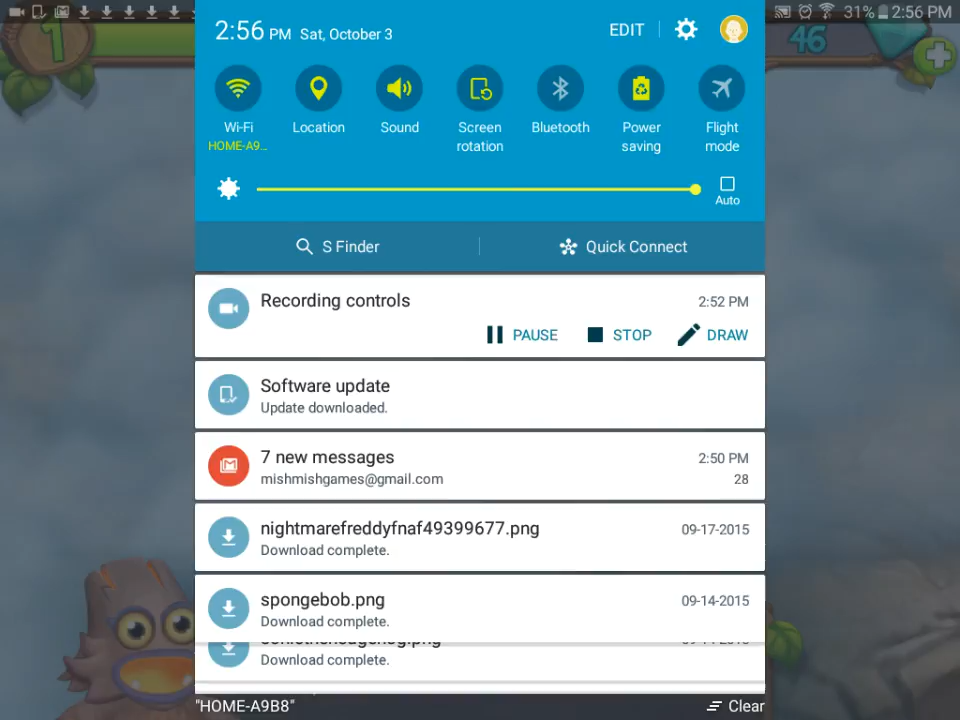 31% 2:56 PM
1
46
2:56 PM Sat, October 3
EDIT
Wi-Fi
HOME-A9...
Location
Sound
Screen
rotation
Bluetooth
Power
saving
Flight
mode
Auto
S Finder
Quick Connect
Recording controls
2:52 PM
PAUSE
STOP
DRAW
Software update
Update downloaded.
7 new messages
2:50 PM
mishmishgames@gmail.com
28
nightmarefreddyfnaf49399677.png
09-17-2015
Download complete.
spongebob.png
09-14-2015
Download complete.
Download complete.
"HOME-A9B8"
Clear